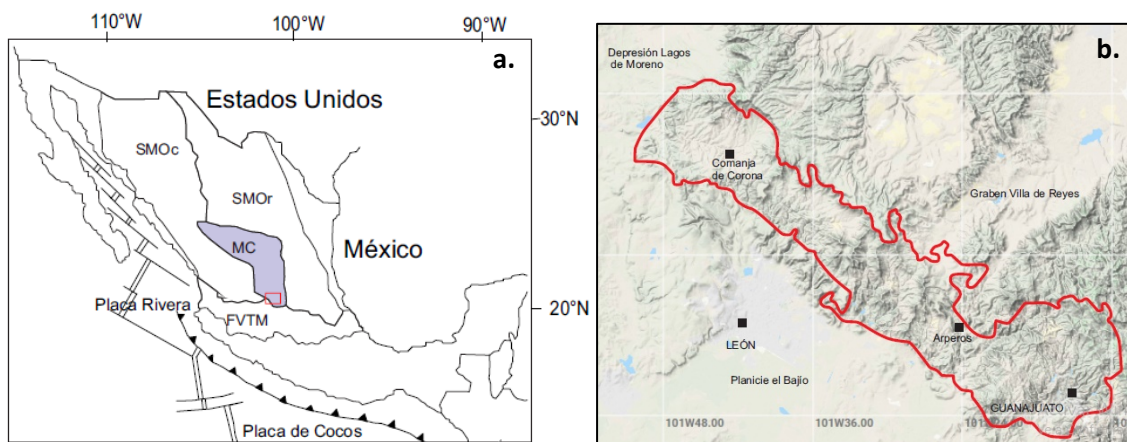 110°W
100°W
90°W
a.
Estados Unidos
30°N
SMOc
SMOr
MC
México
Placa Rivera
20°N
FVTM
Placa de Cocos
Depresión Lagos
de Moreno
b.
Comanja
de Corona
Graben Villa de Reyes
LEÓN
Arperos
Planicie el Bajío
GUANAJUATO
101W48.00
101W36.00